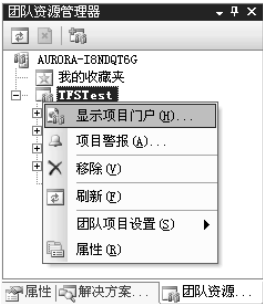 团队资源管理器
AURORA-I8NDQT6G
我的收藏夹
TFSTest
显示项目门户(H)...
项目警报(A)...
移除(V)
刷新(F)
团队项目设置(S)
属性(R)
属性 解决方案... 团队资源...